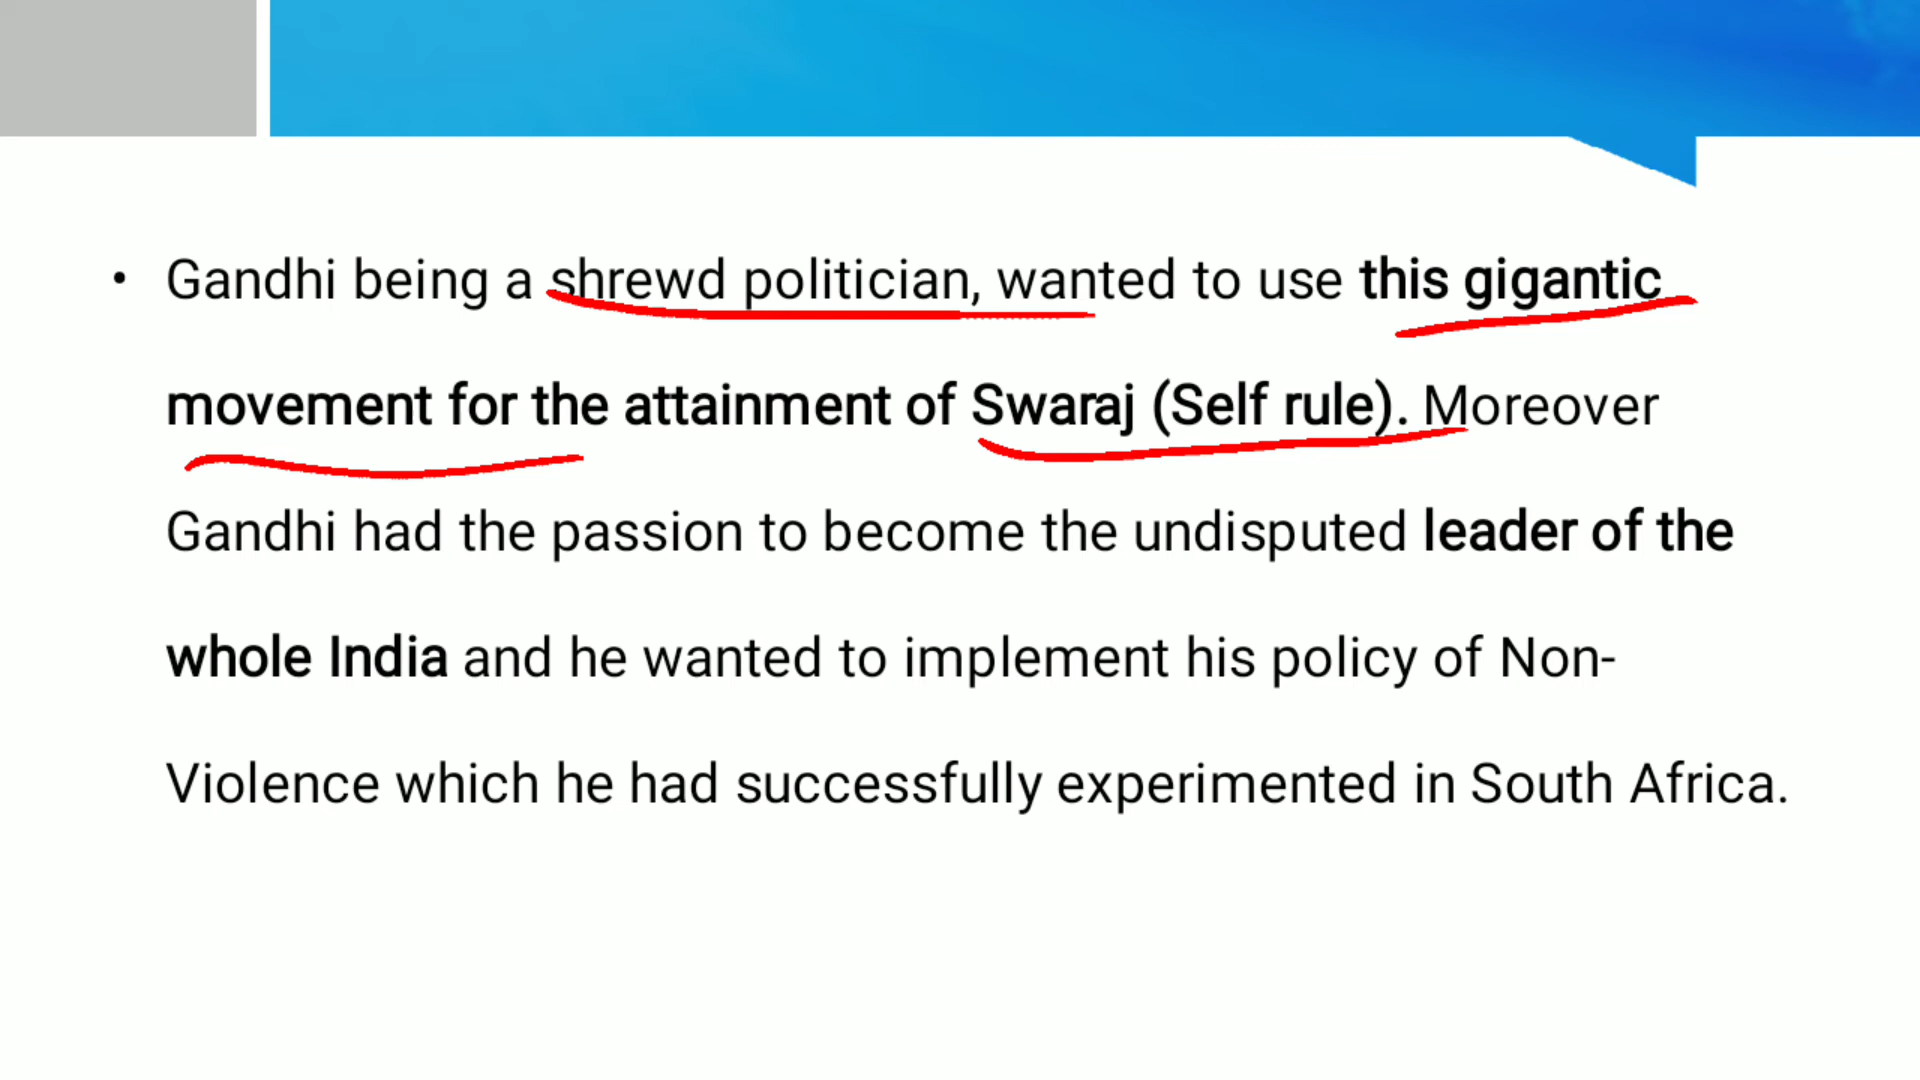 • Gandhi being a shrewd politician, wanted to use this gigantic
movement for the attainment of Swaraj (Self rule). Moreover
Gandhi had the passion to become the undisputed leader of the
whole India and he wanted to implement his policy of Non-
Violence which he had successfully experimented in South Africa.